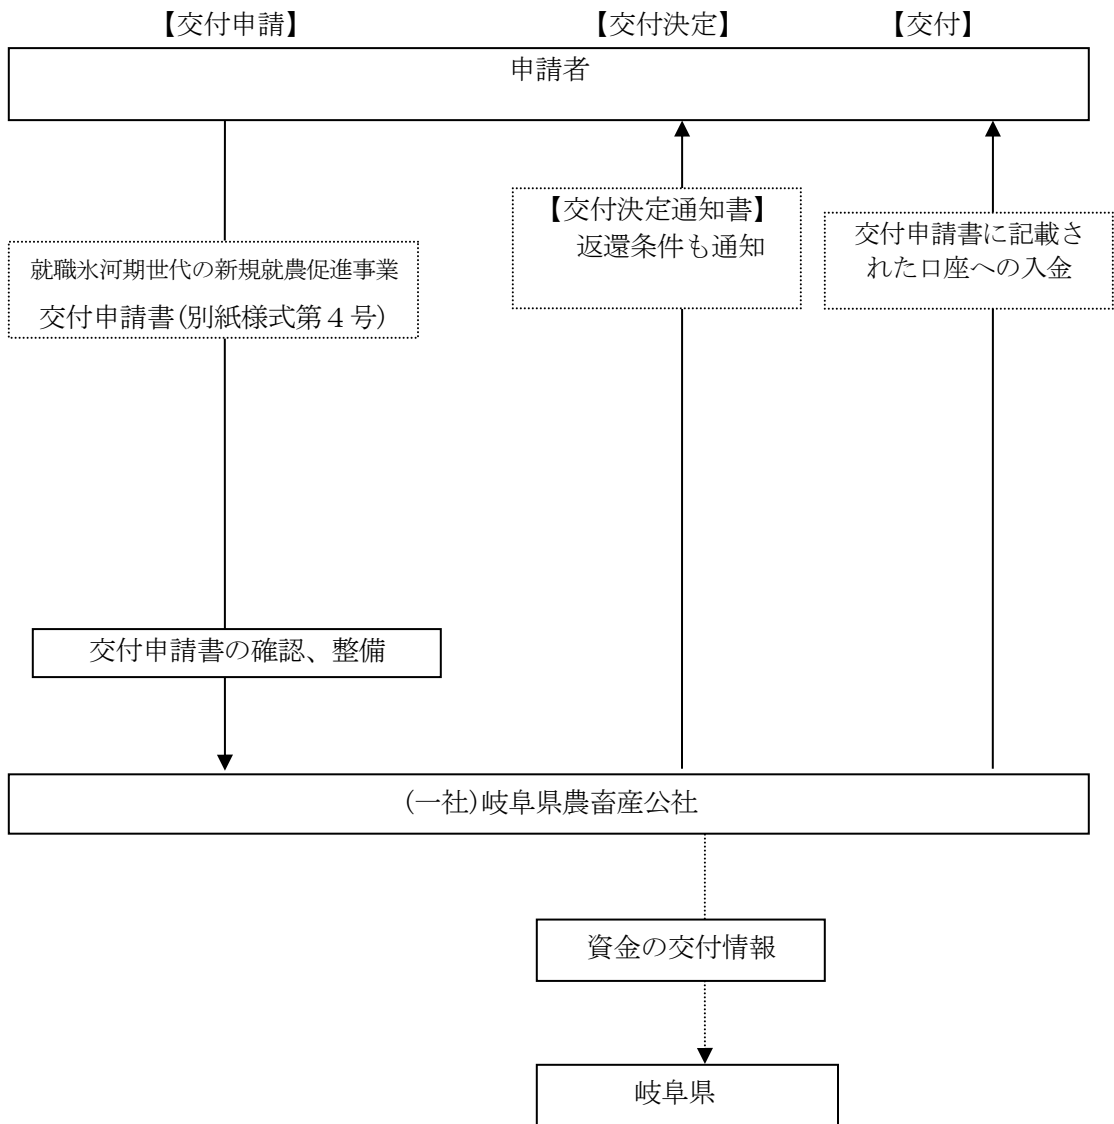 【交付申請】
【交付決定】
【交付】
申請者
【交付決定通知書】
返還条件も通知
交付申請書に記載さ
れた口座への入金
就職氷河期世代の新規就農促進事業
交付申請書(別紙様式第４号)
交付申請書の確認、整備
(一社)岐阜県農畜産公社
資金の交付情報
岐阜県